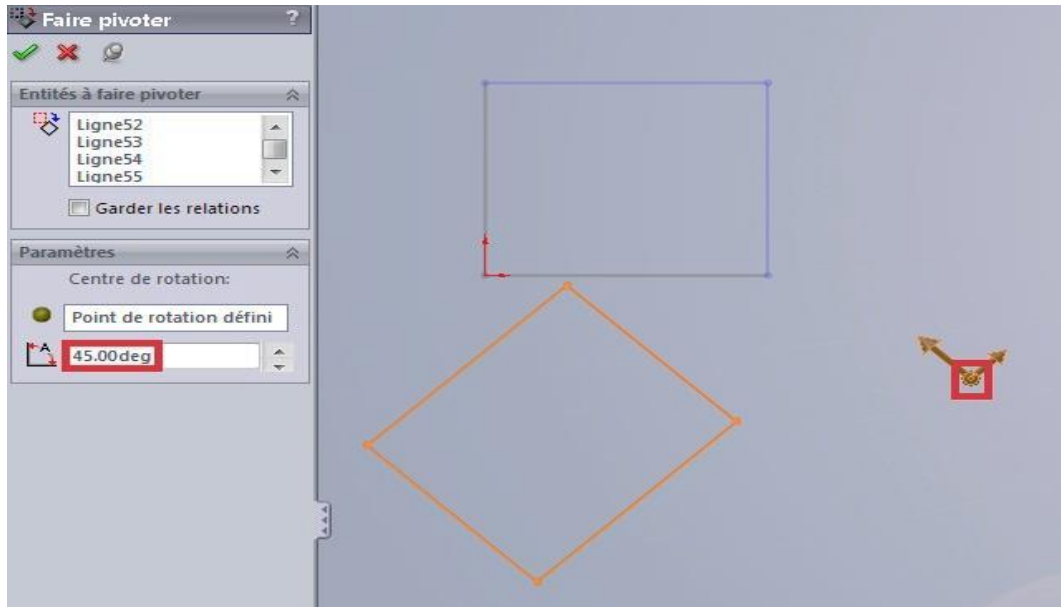 Faire pivoter ?
Entités à faire pivoter
Ligne52
Ligne53
Ligne54
Ligne55
Garder les relations
Paramètres
Centre de rotation:
Point de rotation défini
A
45.00deg